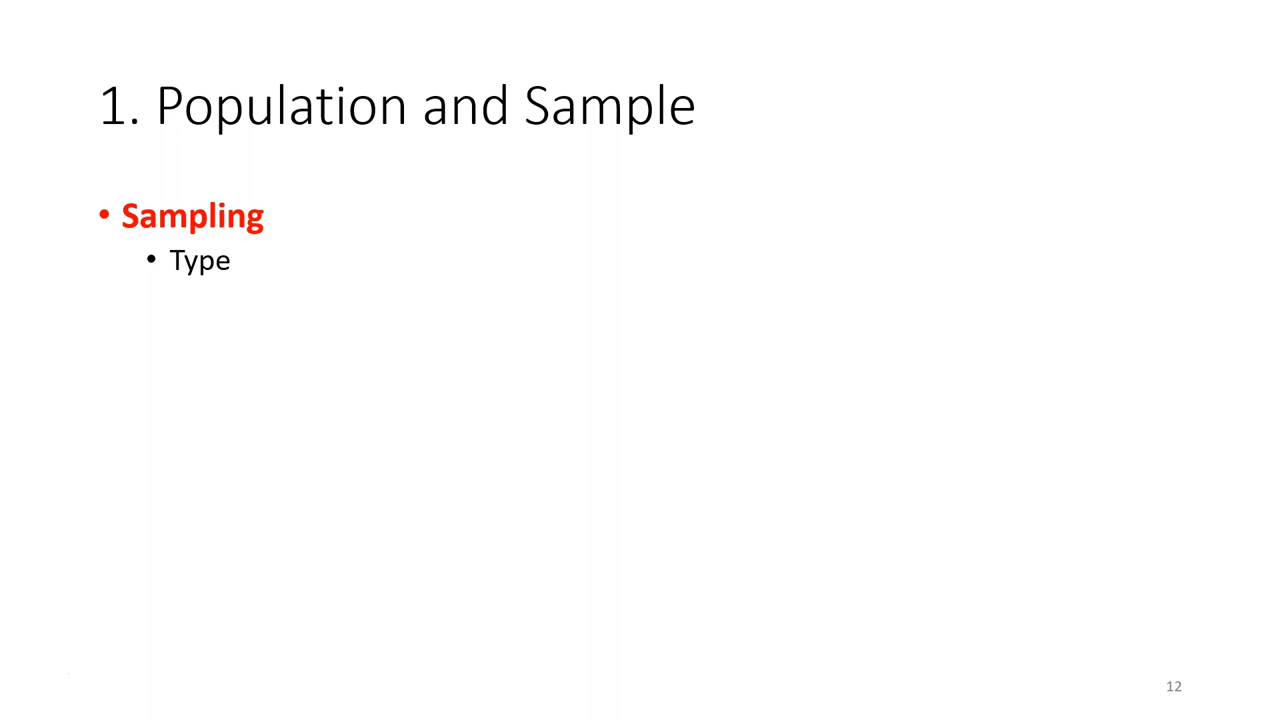 1. Population and Sample
• Sampling
• Type
12